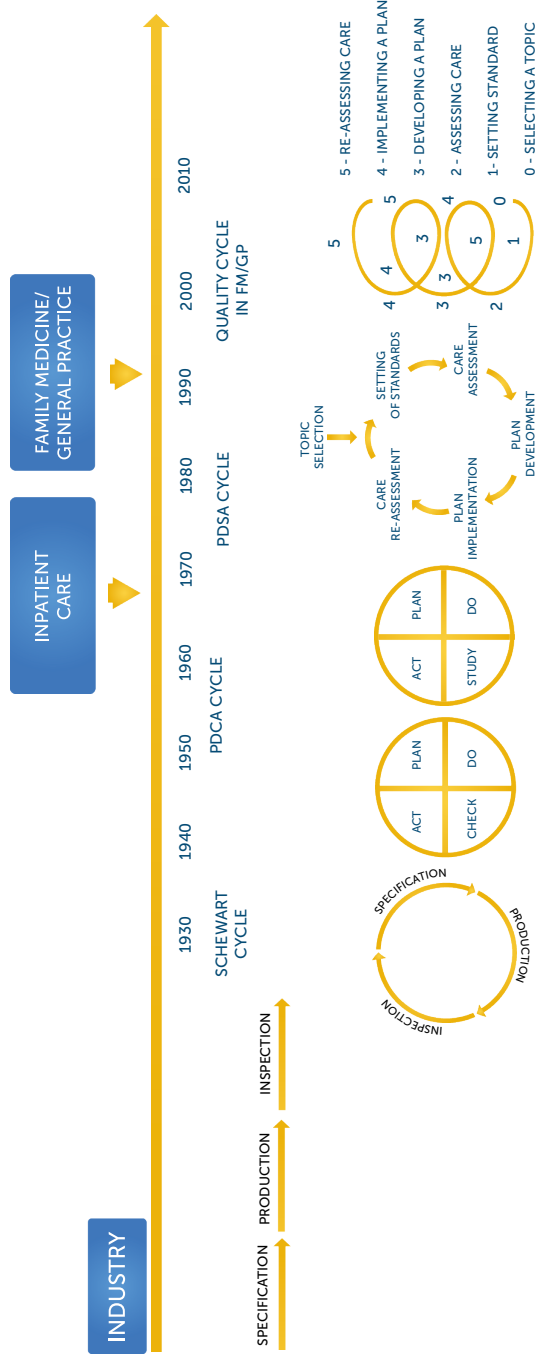 INDUSTRY
INPATIENT
CARE
FAMILY MEDICINE/
GENERAL PRACTICE
1930
1940
1950
1960
1970
1980
1990
2000
2010
SCHEWART
CYCLE
PDCA CYCLE
PDSA CYCLE
QUALITY CYCLE
IN FM/GP
SPECIFICATION
PRODUCTION
INSPECTION
SPECIFICATION
PRODUCTION
INSPECTION
ACT
PLAN
CHECK
DO
ACT
PLAN
STUDY
DO
TOPIC
SELECTION
SETTING
OF STANDARDS
CARE
ASSESSMENT
PLAN
DEVELOPMENT
PLAN
IMPLEMENTATION
CARE
RE-ASSESSMENT
5
4
4
5
3
3
3
4
5
2
1
0
5 - RE-ASSESSING CARE
4 - IMPLEMENTING A PLAN
3 - DEVELOPING A PLAN
2 - ASSESSING CARE
1- SETTING STANDARD
0 - SELECTING A TOPIC